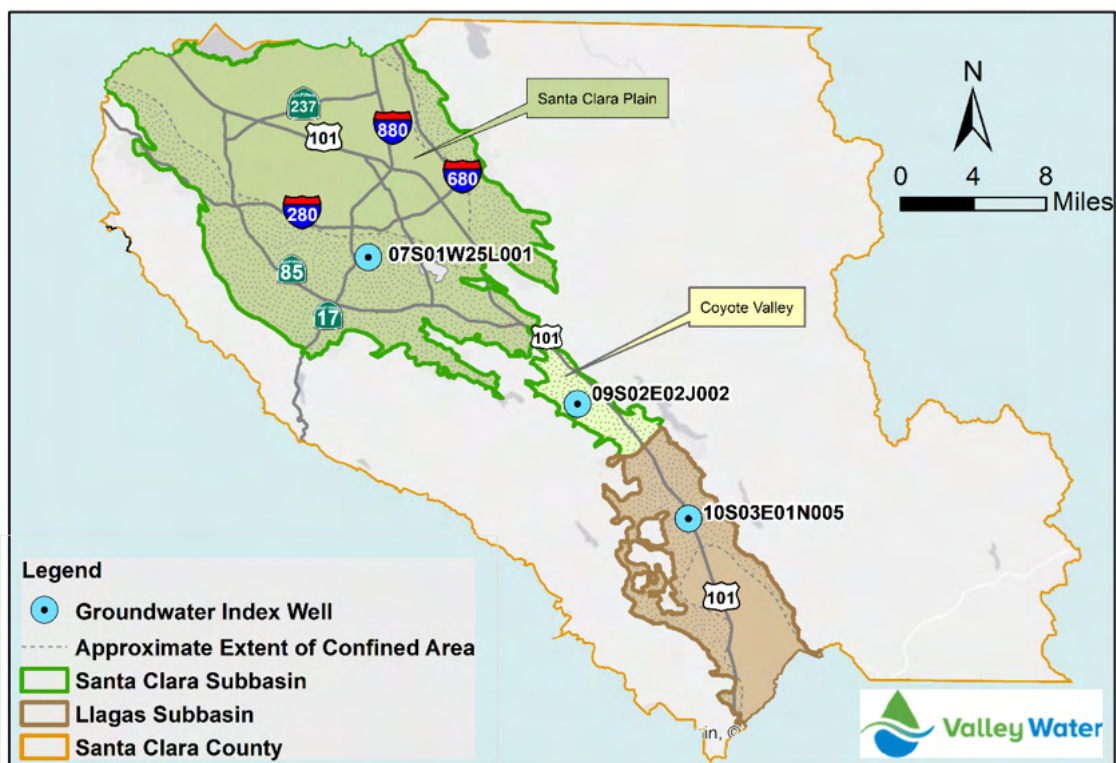 Santa Clara Plain
N
0 4 8
Miles
CALIFORNIA
237
101
880
680
280
07S01W25L001
85
17
Coyote Valley
101
09S02E02J002
10S03E01N005
101
Legend
Groundwater Index Well
Approximate Extent of Confined Area
Santa Clara Subbasin
Llagas Subbasin
Santa Clara County
in, ©
Valley Water